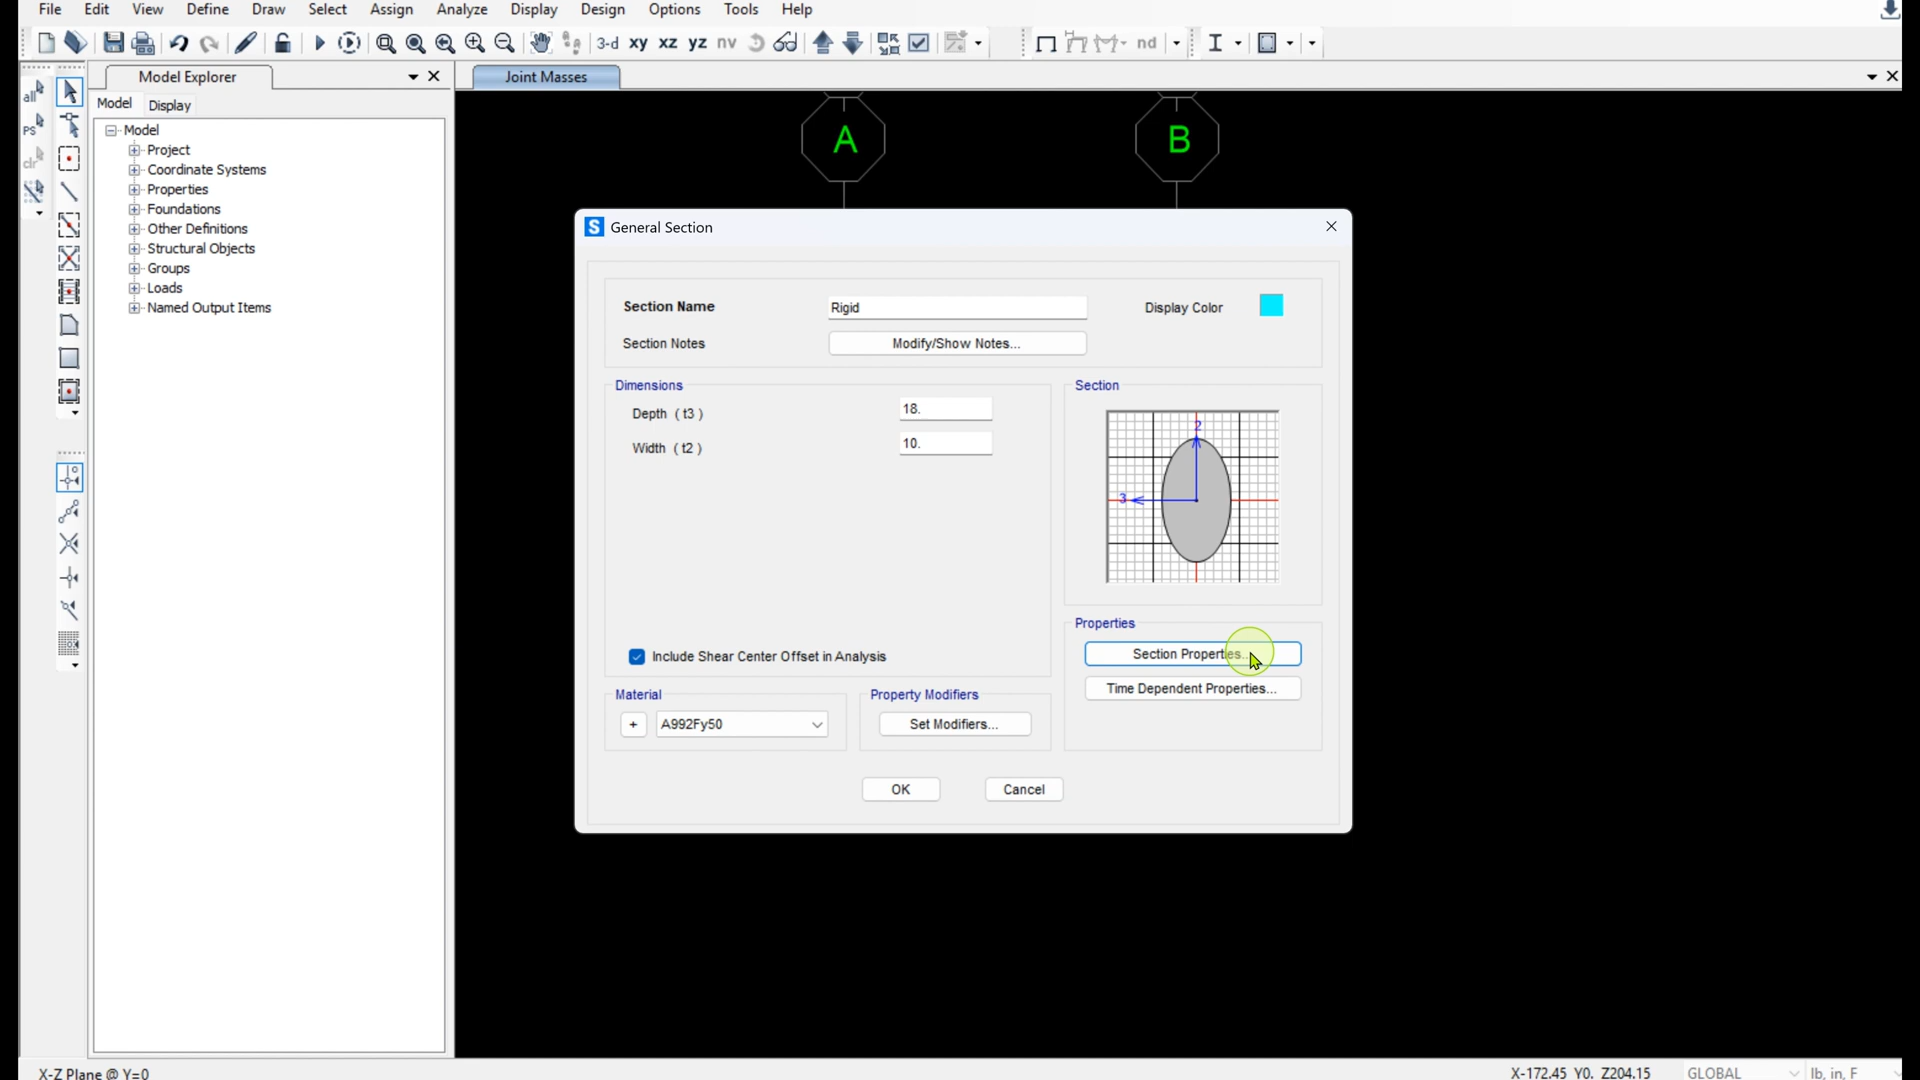 File Edit View Define Draw Select Assign Analyze Display Design Options Tools Help
3-d xy xz yz nv nd
all
PS
clr
Model Explorer
Joint Masses
Model Display
Model
Project
Coordinate Systems
Properties
Foundations
Other Definitions
Structural Objects
Groups
Loads
Named Output Items
A B
S General Section
Section Name Rigid Display Color
Section Notes Modify/Show Notes...
Dimensions
Depth ( t3 ) 18.
Width ( t2 ) 10.
Section
2
3
Include Shear Center Offset in Analysis
Properties
Section Properties...
Time Dependent Properties...
Material
+ A992Fy50
Property Modifiers
Set Modifiers...
OK Cancel
X-Z Plane @ Y=0 X-172.45 Y0. Z204.15 GLOBAL lb, in, F